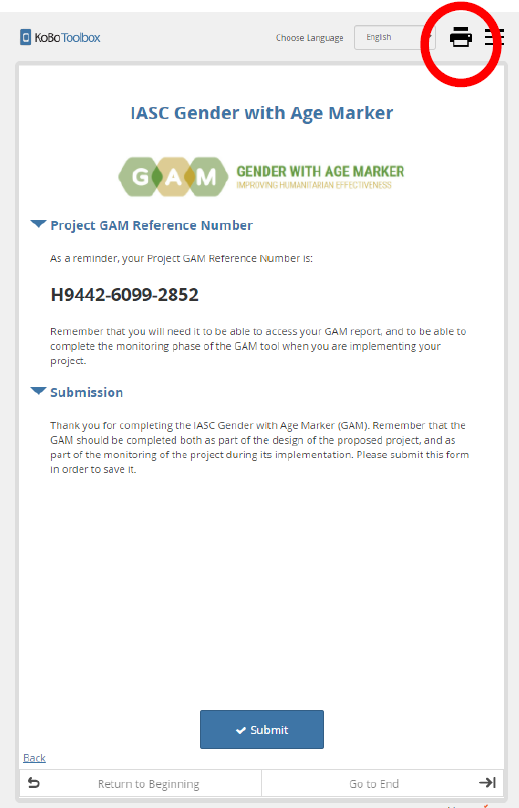 KoBoToolbox
Choose Language
English
IASC Gender with Age Marker
GAM
GENDER WITH AGE MARKER
IMPROVING HUMANITARIAN EFFECTIVENESS
Project GAM Reference Number
As a reminder, your Project GAM Reference Number is:
H9442-6099-2852
Remember that you will need it to be able to access your GAM report, and to be able to
complete the monitoring phase of the GAM tool when you are implementing your
project.
Submission
Thank you for completing the IASC Gender with Age Marker (GAM). Remember that the
GAM should be completed both as part of the design of the proposed project, and as
part of the monitoring of the project during its implementation. Please submit this form
in order to save it.
Submit
Back
Return to Beginning
Go to End